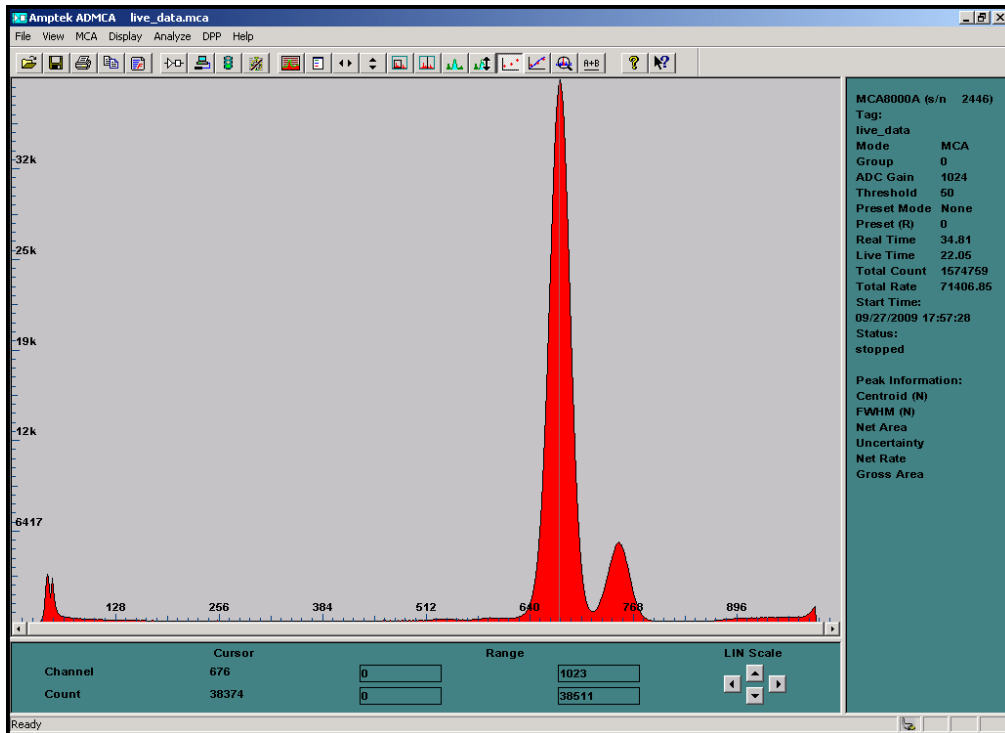 Amptek ADMCA live_data.mca
File View MCA Display Analyze DPP Help
A+B ? ?
32k
25k
19k
12k
6417
128 256 384 512 640 768 896
MCA8000A (s/n 2446)
Tag:
live_data
Mode MCA
Group 0
ADC Gain 1024
Threshold 50
Preset Mode None
Preset (R) 0
Real Time 34.81
Live Time 22.05
Total Count 1574759
Total Rate 71406.85
Start Time:
09/27/2009 17:57:28
Status:
stopped
Peak Information:
Centroid (N)
FWHM (N)
Net Area
Uncertainty
Net Rate
Gross Area
Cursor Range LIN Scale
Channel 676 0 1023
Count 38374 0 38511
Ready